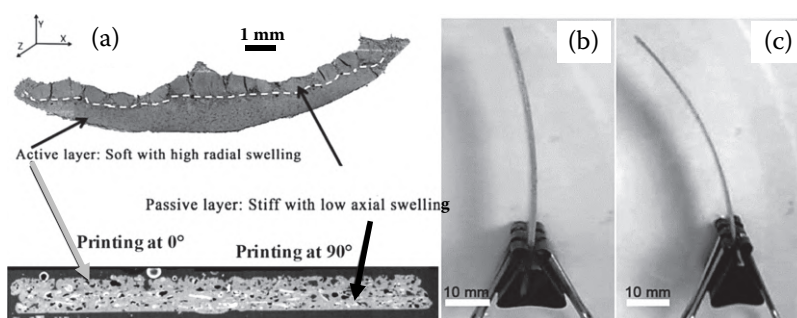 Y
X
Z
(a)
1 mm
Active layer: Soft with high radial swelling
Passive layer: Stiff with low axial swelling
Printing at 0°
Printing at 90°
(b)
10 mm
(c)
10 mm